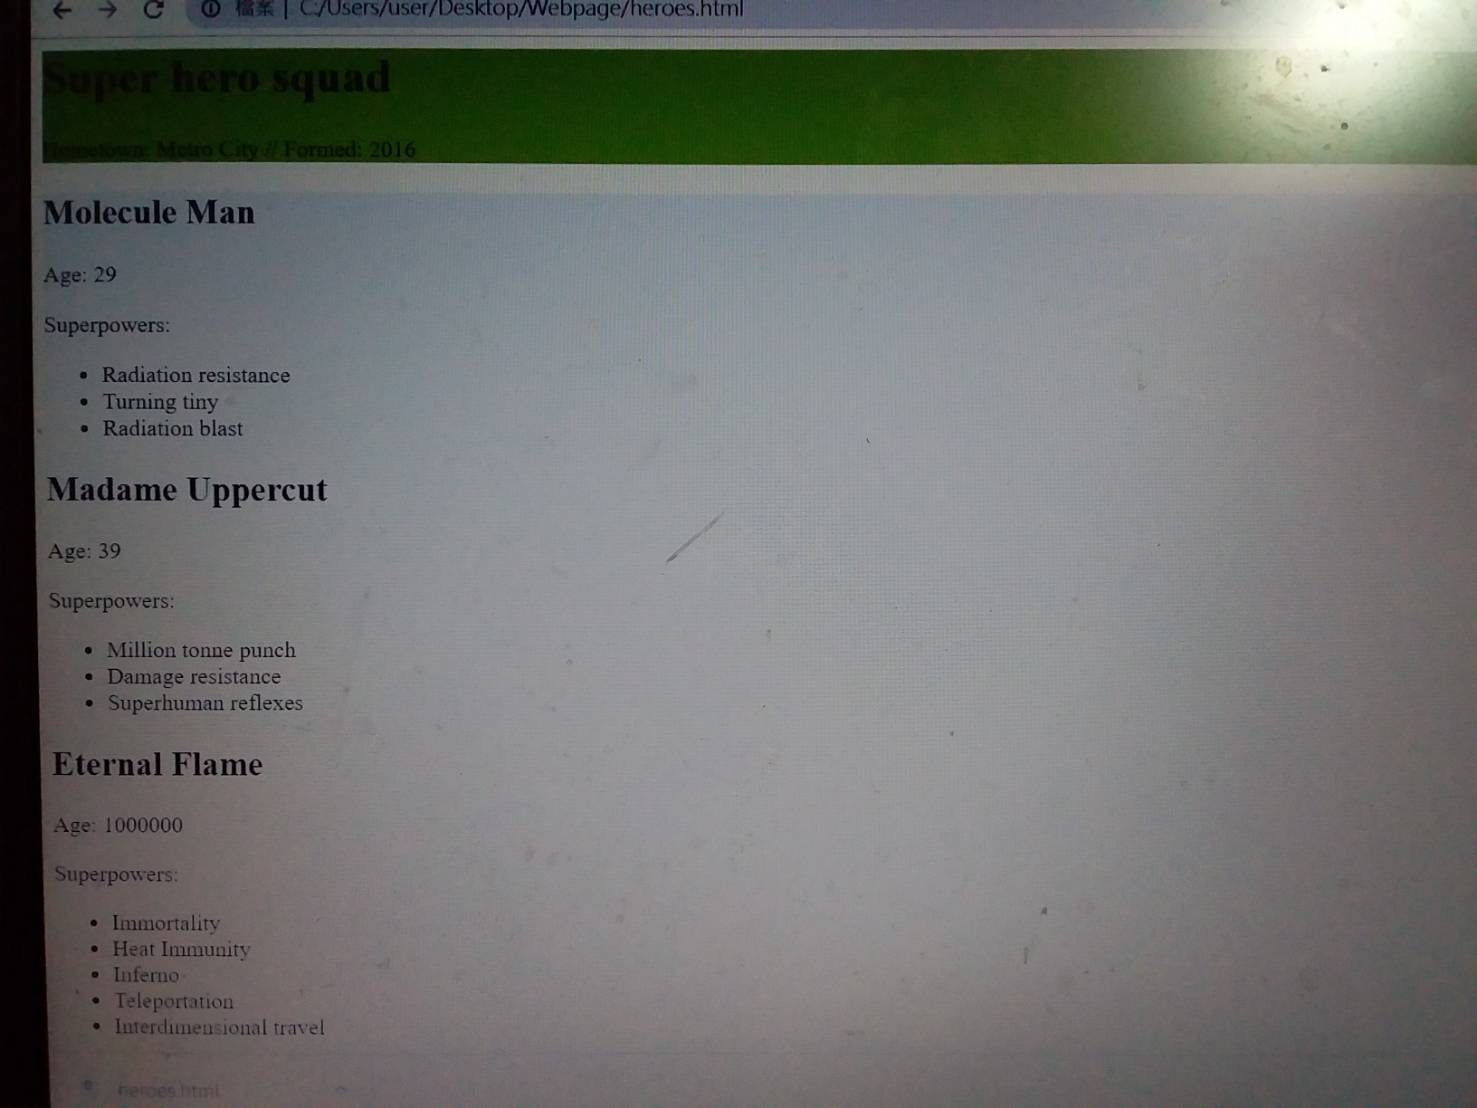 檔案 | C:/Users/user/Desktop/Webpage/heroes.html
Super hero squad
Hometown: Metro City // Formed: 2016
Molecule Man
Age: 29
Superpowers:
• Radiation resistance
• Turning tiny
• Radiation blast
Madame Uppercut
Age: 39
Superpowers:
• Million tonne punch
• Damage resistance
• Superhuman reflexes
Eternal Flame
Age: 1000000
Superpowers:
• Immortality
• Heat Immunity
• Inferno
• Teleportation
• Interdimensional travel
heroes.html